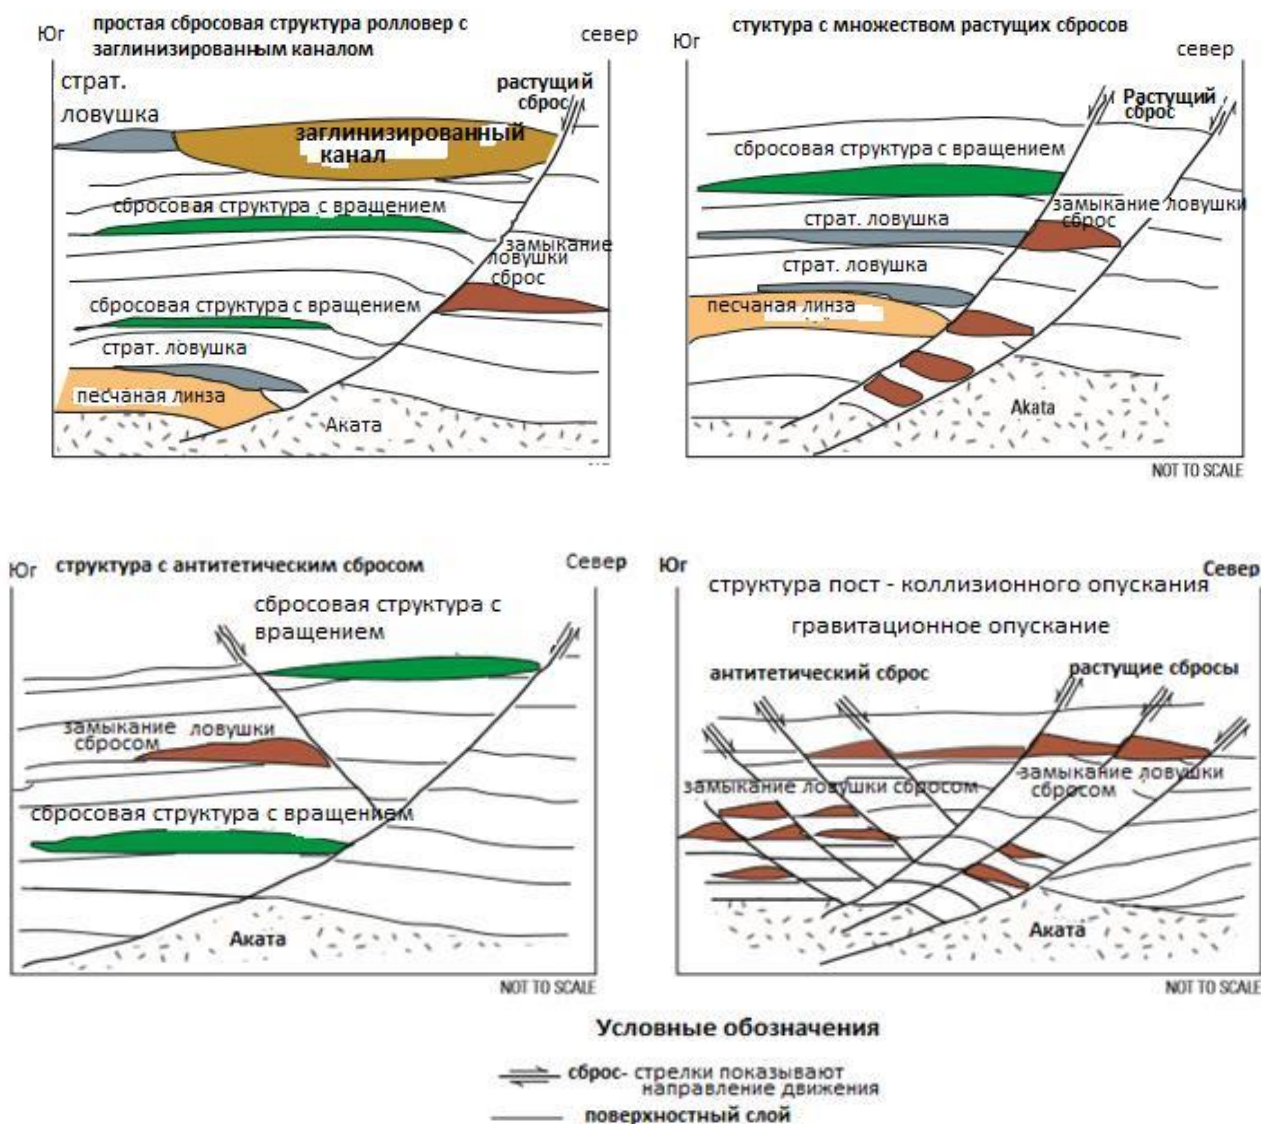 простая сбросовая структура ролловер с
заглинизированным каналом
Юг
север
страт.
ловушка
растущий
сброс
заглинизированный
канал
сбросовая структура с вращением
замыкание
ловушки
сброс
сбросовая структура с вращением
страт. ловушка
песчаная линза
Аката
стуктура с множеством растущих сбросов
Юг
север
Растущий
сброс
сбросовая структура с вращением
замыкание ловушки
сброс
страт. ловушка
страт. ловушка
песчаная линза
Akata
NOT TO SCALE
Юг
структура с антитетическим сбросом
Север
сбросовая структура с
вращением
замыкание ловушки
сбросом
сбросовая структура с вращением
Аката
NOT TO SCALE
Юг
Север
структура пост - коллизионного опускания
гравитационное опускание
антитетический сброс
растущие сбросы
замыкание ловушки сбросом
замыкание ловушки
сбросом
Аката
NOT TO SCALE
Условные обозначения
сброс- стрелки показывают
направление движения
поверхностный слой